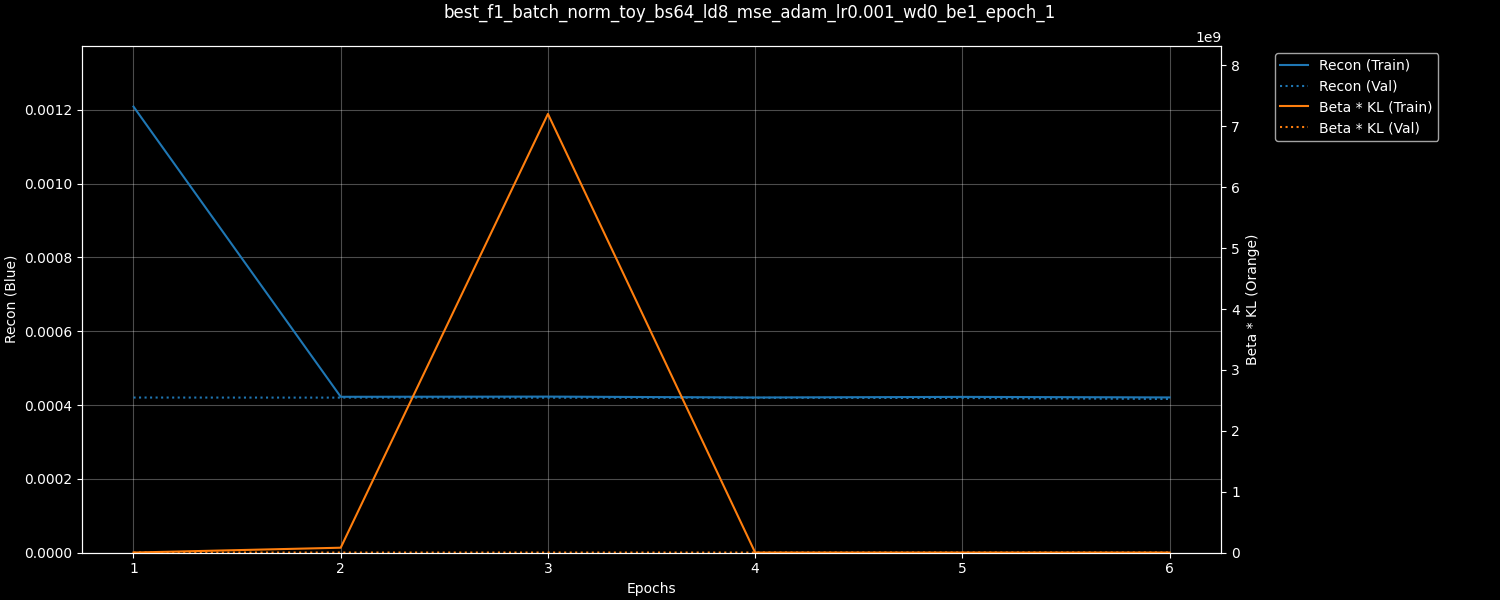 best_f1_batch_norm_toy_bs64_ld8_mse_adam_lr0.001_wd0_be1_epoch_1
1e9
Recon (Train)
Recon (Val)
Beta * KL (Train)
Beta * KL (Val)
Recon (Blue)
0.0012
0.0010
0.0008
0.0006
0.0004
0.0002
0.0000
8
7
6
5
4
3
2
1
0
Beta * KL (Orange)
1 2 3 4 5 6
Epochs